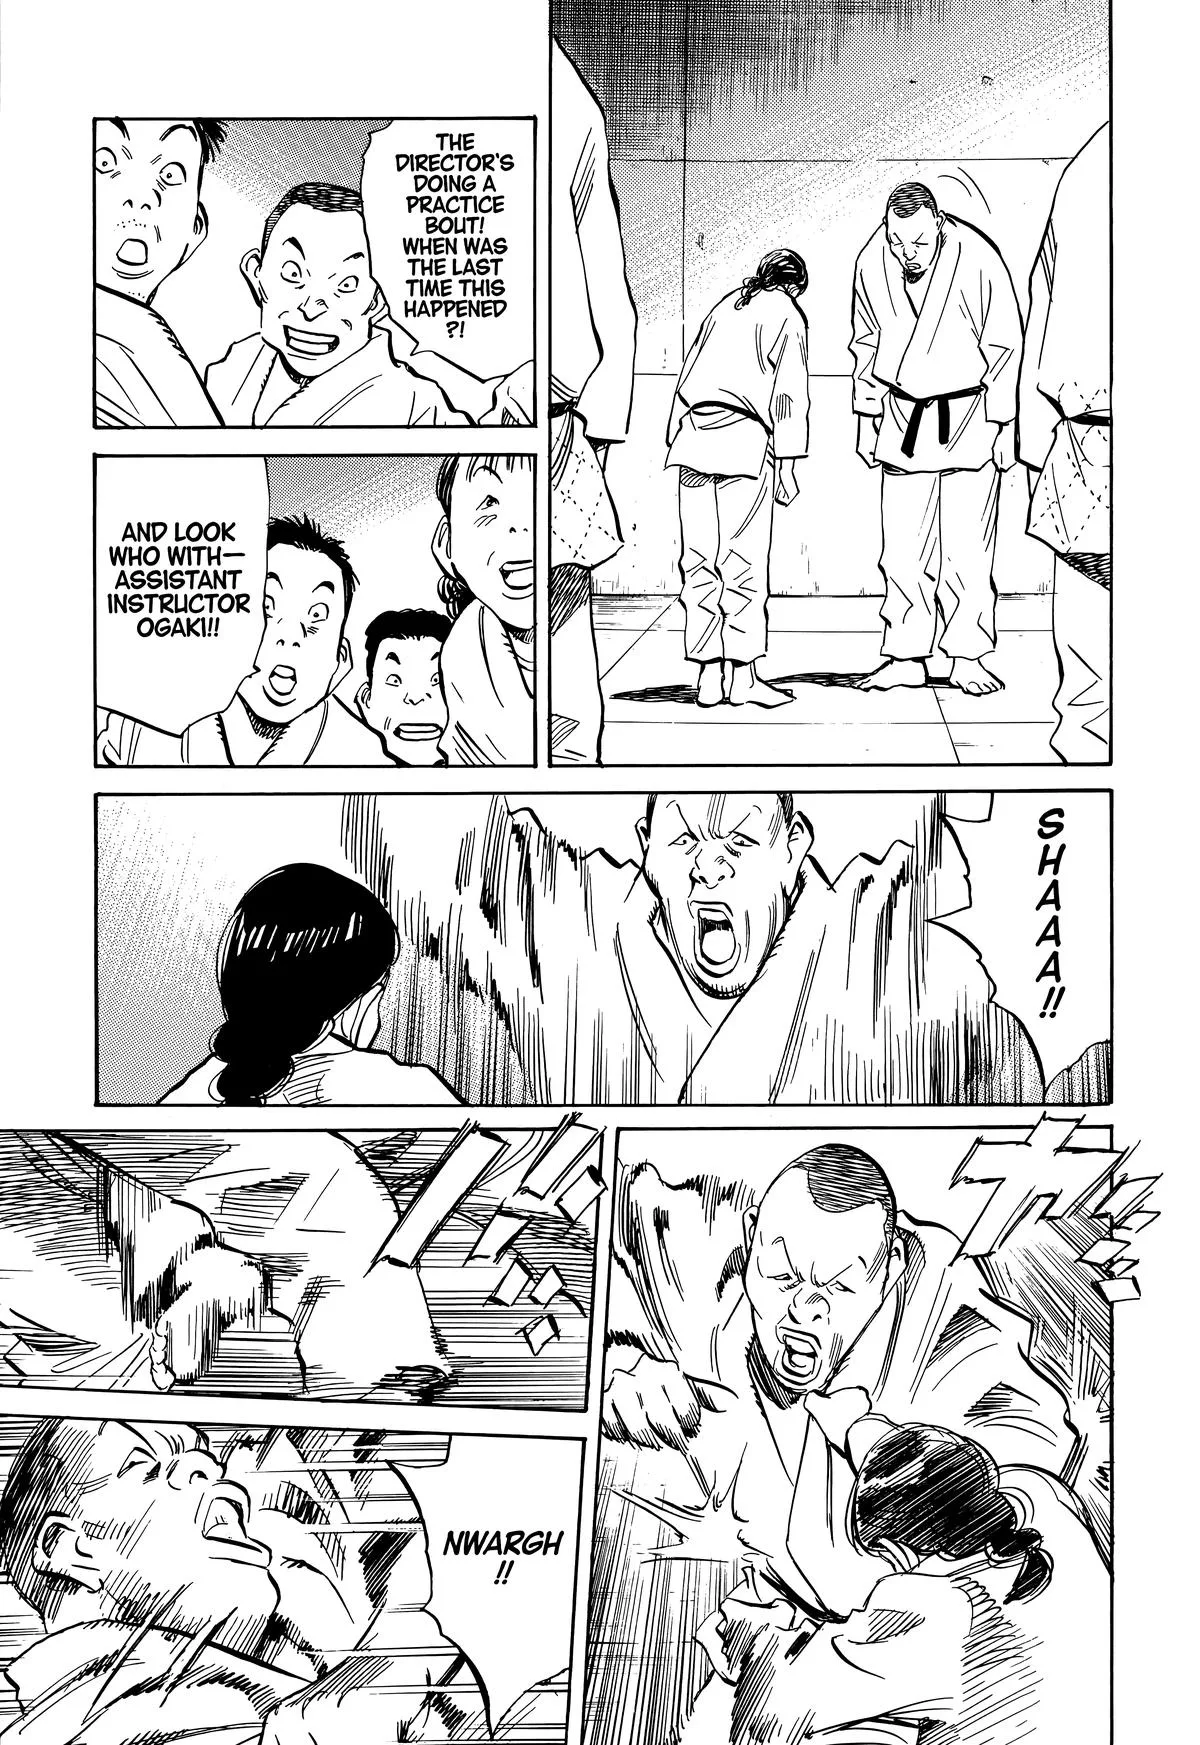 THE
DIRECTOR'S
DOING A
PRACTICE
BOUT!
WHEN WAS
THE LAST
TIME THIS
HAPPENED
?!
AND LOOK
WHO WITH—
ASSISTANT
INSTRUCTOR
OGAKI!!
SHAAA!!
NWARGH
!!